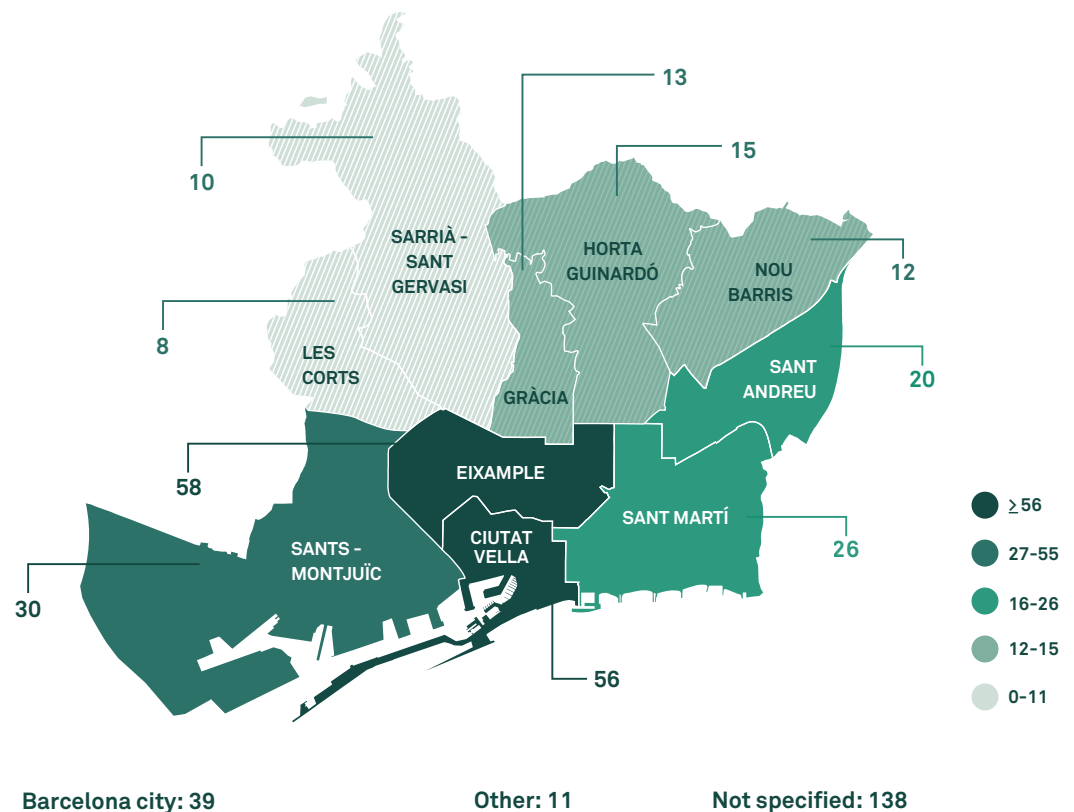 13
15
10
SARRIÀ -
SANT
GERVASI
HORTA
GUINARDÓ
NOU
BARRIS
12
8
LES
CORTS
GRÀCIA
SANT
ANDREU
20
58
EIXAMPLE
SANT MARTÍ
CIUTAT
VELLA
26
SANTS -
MONTJUÏC
30
56
≥ 56
27-55
16-26
12-15
0-11
Barcelona city: 39
Other: 11
Not specified: 138